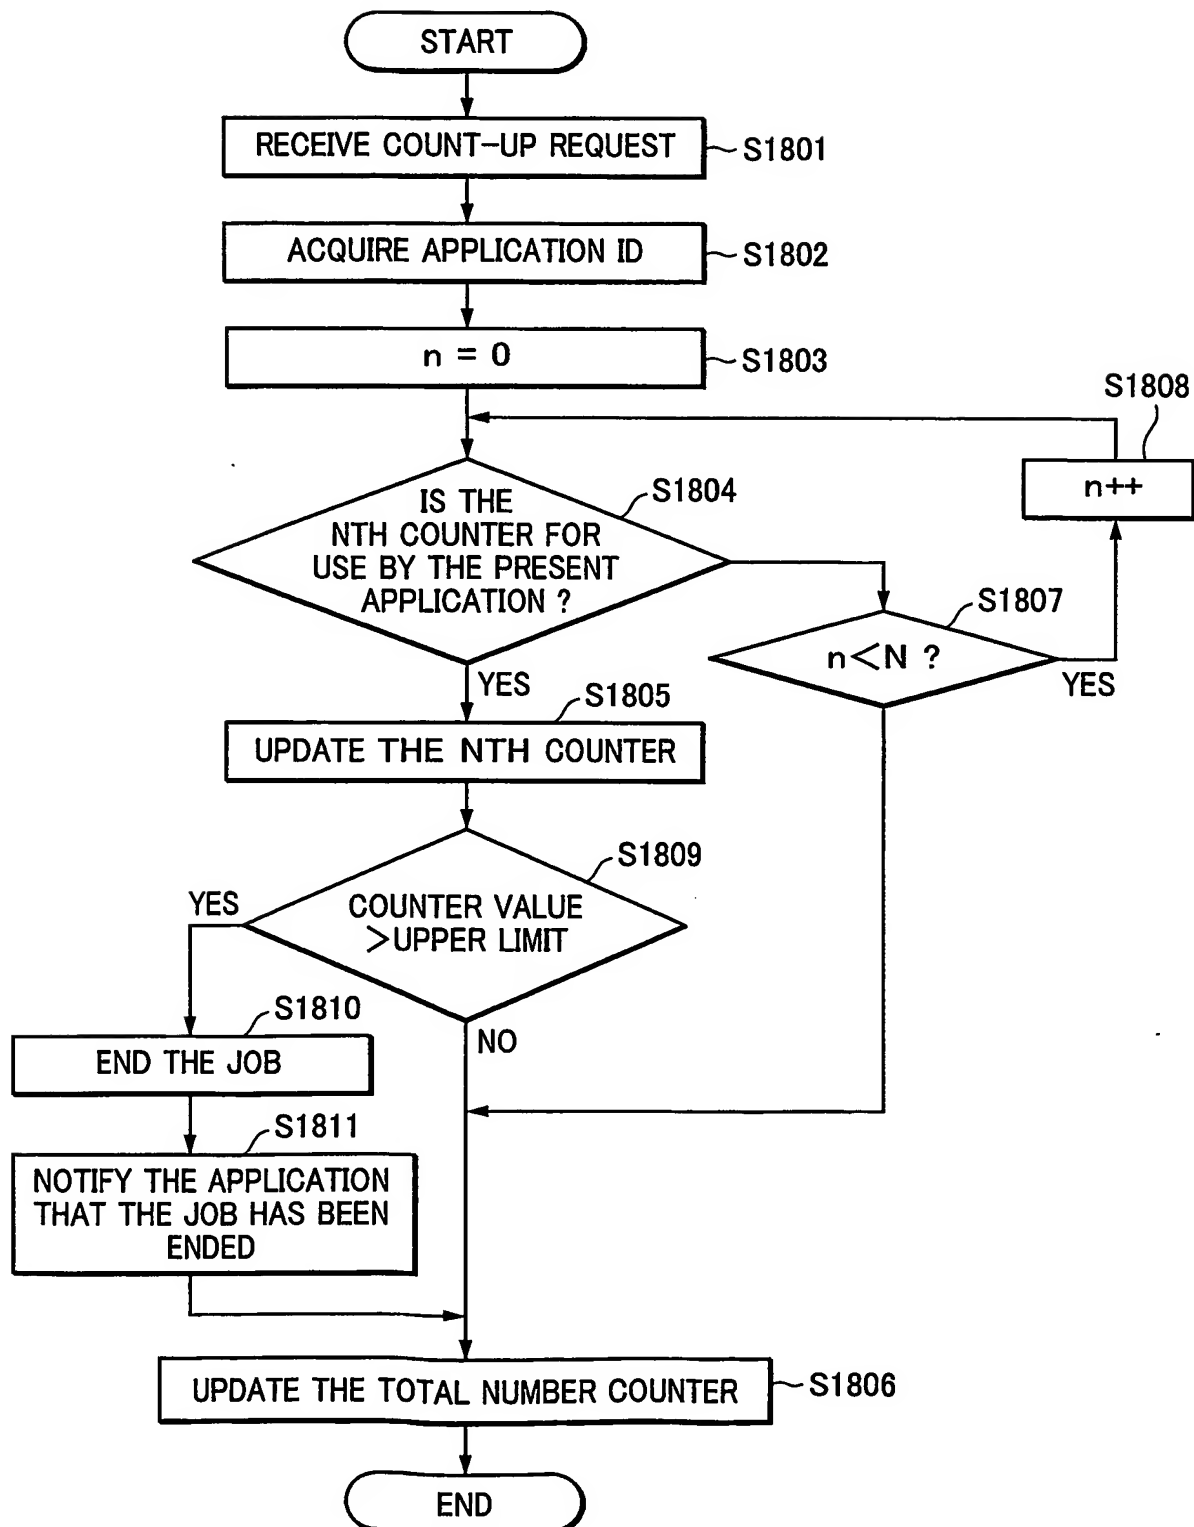 START
RECEIVE COUNT-UP REQUEST
S1801
ACQUIRE APPLICATION ID
S1802
n = 0
S1803
S1808
n++
IS THE
NTH COUNTER FOR
USE BY THE PRESENT
APPLICATION ?
S1804
S1807
n<N ?
YES
YES
S1805
UPDATE THE NTH COUNTER
S1809
COUNTER VALUE
>UPPER LIMIT
YES
NO
S1810
END THE JOB
S1811
NOTIFY THE APPLICATION
THAT THE JOB HAS BEEN
ENDED
UPDATE THE TOTAL NUMBER COUNTER
S1806
END